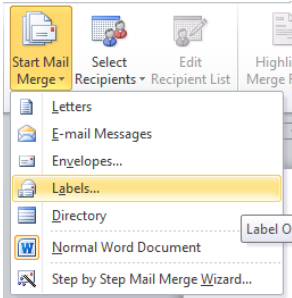 Start Mail Merge
Select Recipients
Edit Recipient List
Highli
Merge F
Letters
E-mail Messages
Envelopes...
Labels...
Directory
Label O
Normal Word Document
Step by Step Mail Merge Wizard...